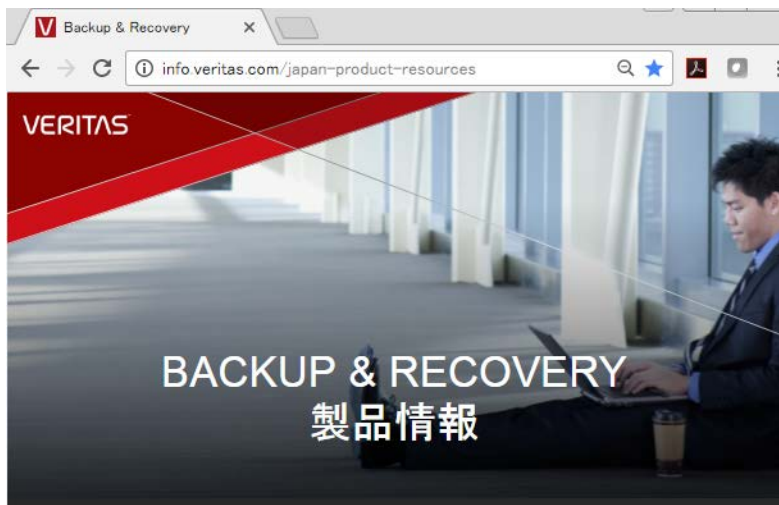 Backup & Recovery
info.veritas.com/japan-product-resources
VERITAS
BACKUP & RECOVERY
製品情報